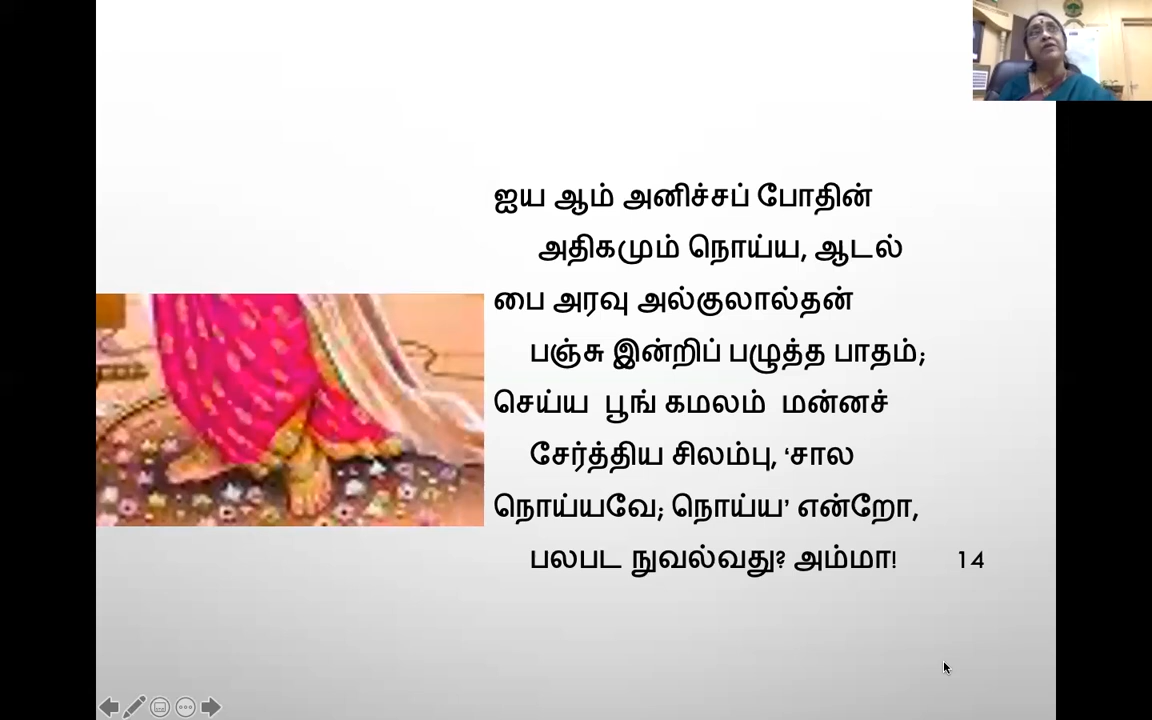 ஐய ஆம் அனிச்சப் போதின்
அதிகமும் நொய்ய, ஆடல்
பை அரவு அல்குலால்தன்
பஞ்சு இன்றிப் பழுத்த பாதம்;
செய்ய பூங் கமலம் மன்னச்
சேர்த்திய சிலம்பு, ‘சால
நொய்யவே; நொய்ய’ என்றோ,
பலபட நுவல்வது? அம்மா! 14